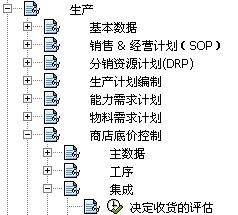 生产
基本数据
销售 & 经营计划（SOP）
分销资源计划(DRP)
生产计划编制
能力需求计划
物料需求计划
商店底价控制
主数据
工序
集成
决定收货的评估